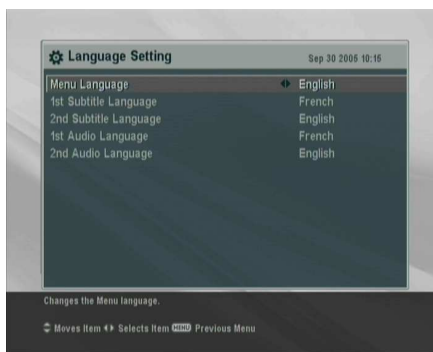 Language Setting Sep 30 2005 10:15
Menu Language English
1st Subtitle Language French
2nd Subtitle Language English
1st Audio Language French
2nd Audio Language English
Changes the Menu language.
Moves Item Selects Item MENU Previous Menu